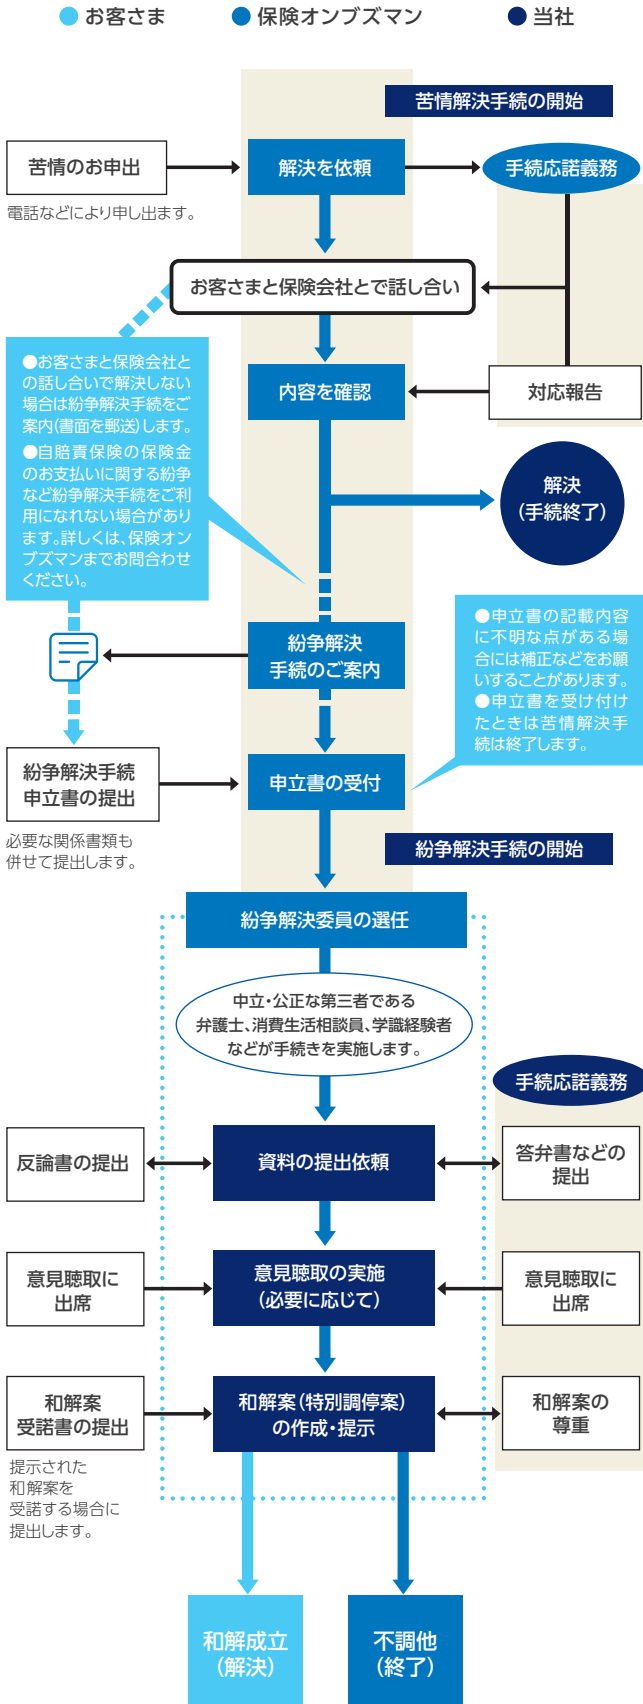 お客さま
保険オンブズマン
当社
苦情解決手続の開始
苦情のお申出
解決を依頼
手続応諾義務
電話などにより申し出ます。
お客さまと保険会社とで話し合い
●お客さまと保険会社と
の話し合いで解決しない
場合は紛争解決手続をご
案内(書面を郵送)します。
●自賠責保険の保険金
のお支払いに関する紛争
など紛争解決手続をご利
用になれない場合があり
ます。詳しくは、保険オン
ブズマンまでお問合わせ
ください。
内容を確認
対応報告
解決
(手続終了)
紛争解決
手続のご案内
●申立書の記載内容
に不明な点がある場
合には補正などをお願
いすることがあります。
●申立書を受け付け
たときは苦情解決手
続は終了します。
紛争解決手続
申立書の提出
申立書の受付
必要な関係書類も
併せて提出します。
紛争解決手続の開始
紛争解決委員の選任
中立・公正な第三者である
弁護士、消費生活相談員、学識経験者
などが手続きを実施します。
手続応諾義務
反論書の提出
資料の提出依頼
答弁書などの
提出
意見聴取に
出席
意見聴取の実施
(必要に応じて)
意見聴取に
出席
和解案
受諾書の提出
和解案(特別調停案)
の作成・提示
和解案の
尊重
提示された
和解案を
受諾する場合に
提出します。
和解成立
(解決)
不調他
(終了)